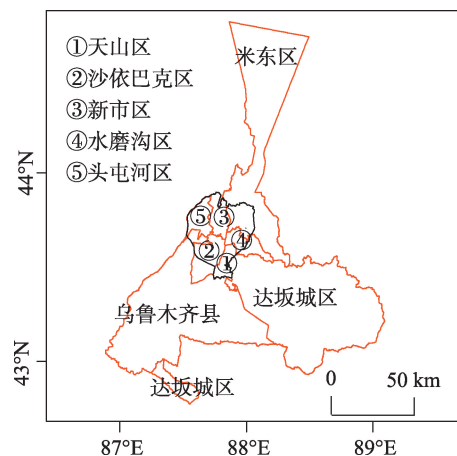 ①天山区
②沙依巴克区
③新市区
④水磨沟区
⑤头屯河区
米东区
44°N
⑤
③
④
②
①
达坂城区
乌鲁木齐县
43°N
达坂城区
0
50 km
87°E
88°E
89°E